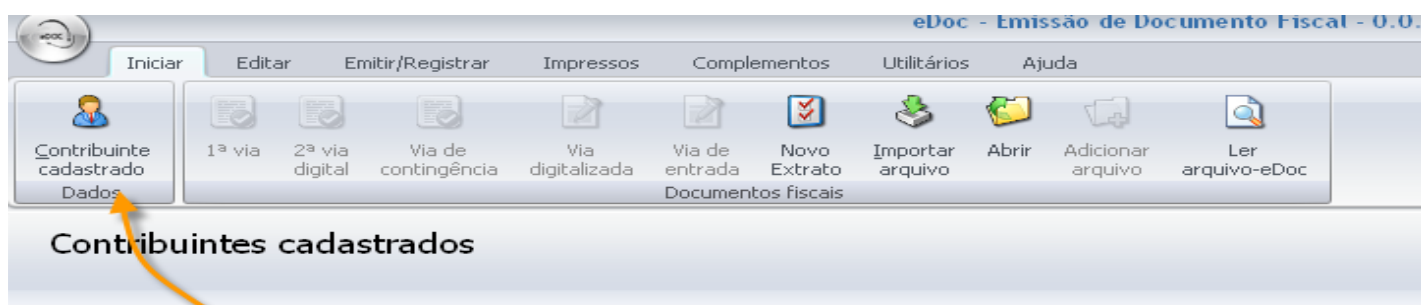 eDoc - Emissão de Documento Fiscal - 0.0.
eDOC
Iniciar Editar Emitir/Registrar Impressos Complementos Utilitários Ajuda
Contribuinte cadastrado
1ª via
2ª via digital
Via de contingência
Via digitalizada
Via de entrada
Novo Extrato
Importar arquivo
Abrir
Adicionar arquivo
Ler arquivo-eDoc
Dados
Documentos fiscais
Contribuintes cadastrados